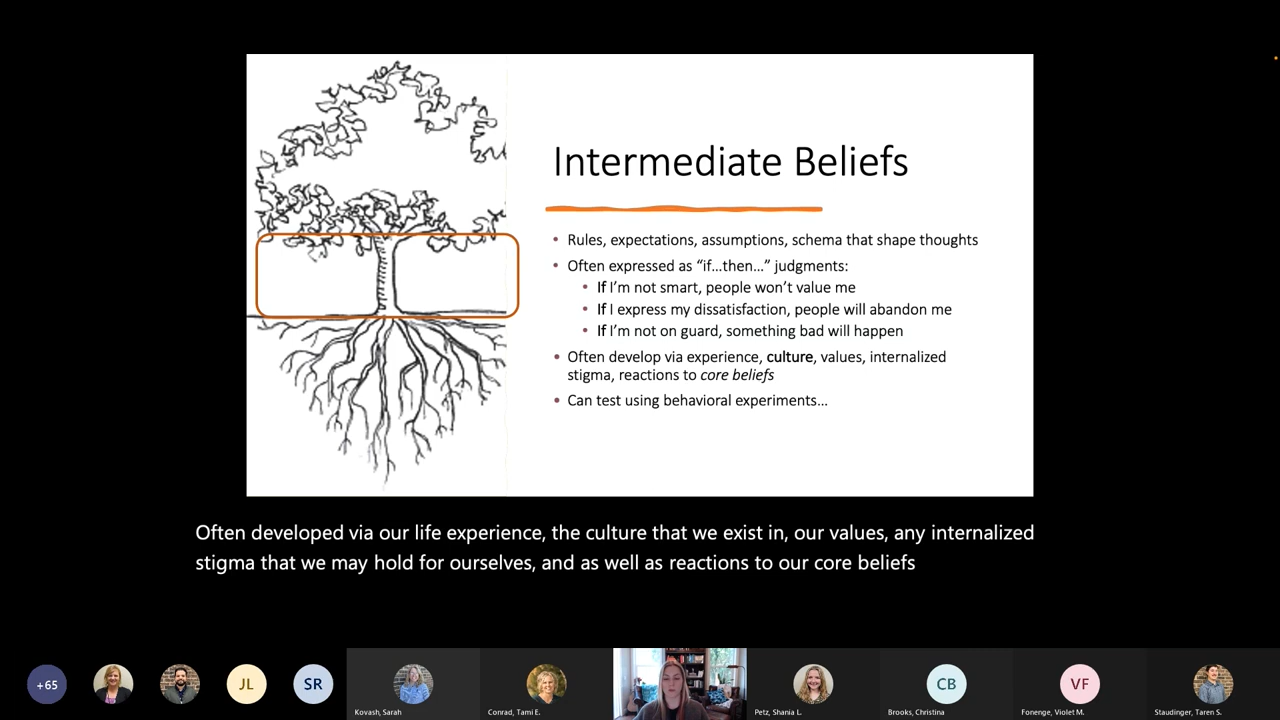 Intermediate Beliefs
• Rules, expectations, assumptions, schema that shape thoughts
• Often expressed as “if…then…” judgments:
• If I’m not smart, people won’t value me
• If I express my dissatisfaction, people will abandon me
• If I’m not on guard, something bad will happen
• Often develop via experience, culture, values, internalized
stigma, reactions to core beliefs
• Can test using behavioral experiments…
Often developed via our life experience, the culture that we exist in, our values, any internalized
stigma that we may hold for ourselves, and as well as reactions to our core beliefs
+65
JL
SR
CB
VF
Kovash, Sarah
Conrad, Tami E.
Petz, Shania L.
Brooks, Christina
Fonenge, Violet M.
Staudinger, Taren S.